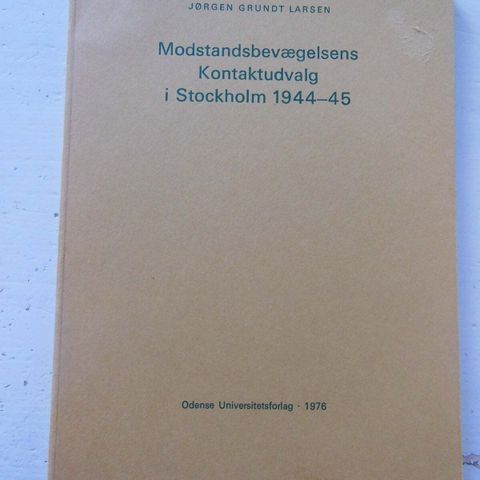 JØRGEN GRUNDT LARSEN
Modstandsbevægelsens
Kontaktudvalg
i Stockholm 1944–45
Odense Universitetsforlag · 1976